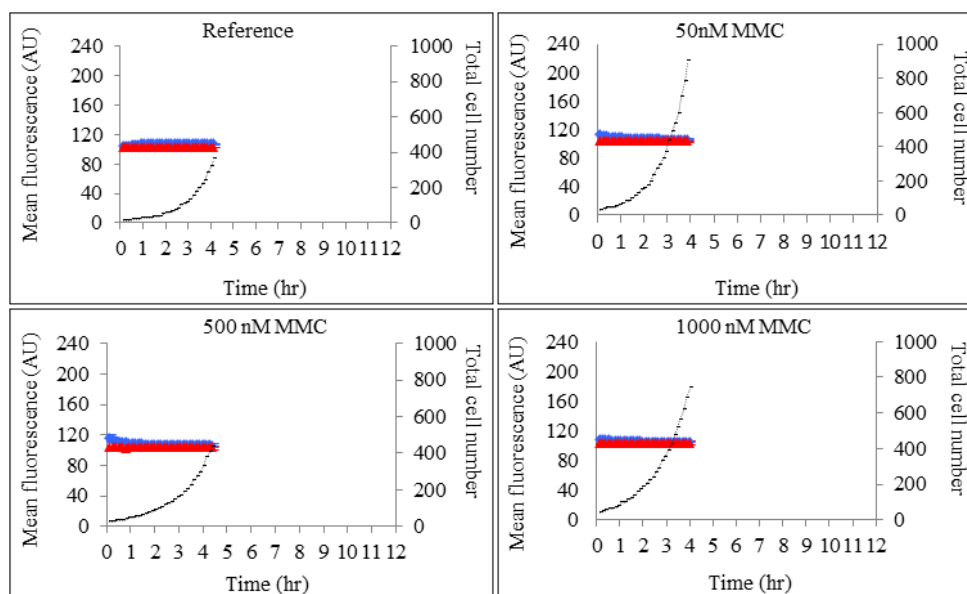 Reference
Mean fluorescence (AU)
240
200
160
120
80
40
0
1000
800
600
400
200
0
Total cell number
0 1 2 3 4 5 6 7 8 9 10 11 12
Time (hr)
50nM MMC
Mean fluorescence (AU)
240
200
160
120
80
40
0
1000
800
600
400
200
0
Total cell number
0 1 2 3 4 5 6 7 8 9 10 11 12
Time (hr)
500 nM MMC
Mean fluorescence (AU)
240
200
160
120
80
40
0
1000
800
600
400
200
0
Total cell number
0 1 2 3 4 5 6 7 8 9 10 11 12
Time (hr)
1000 nM MMC
Mean fluorescence (AU)
240
200
160
120
80
40
0
1000
800
600
400
200
0
Total cell number
0 1 2 3 4 5 6 7 8 9 10 11 12
Time (hr)